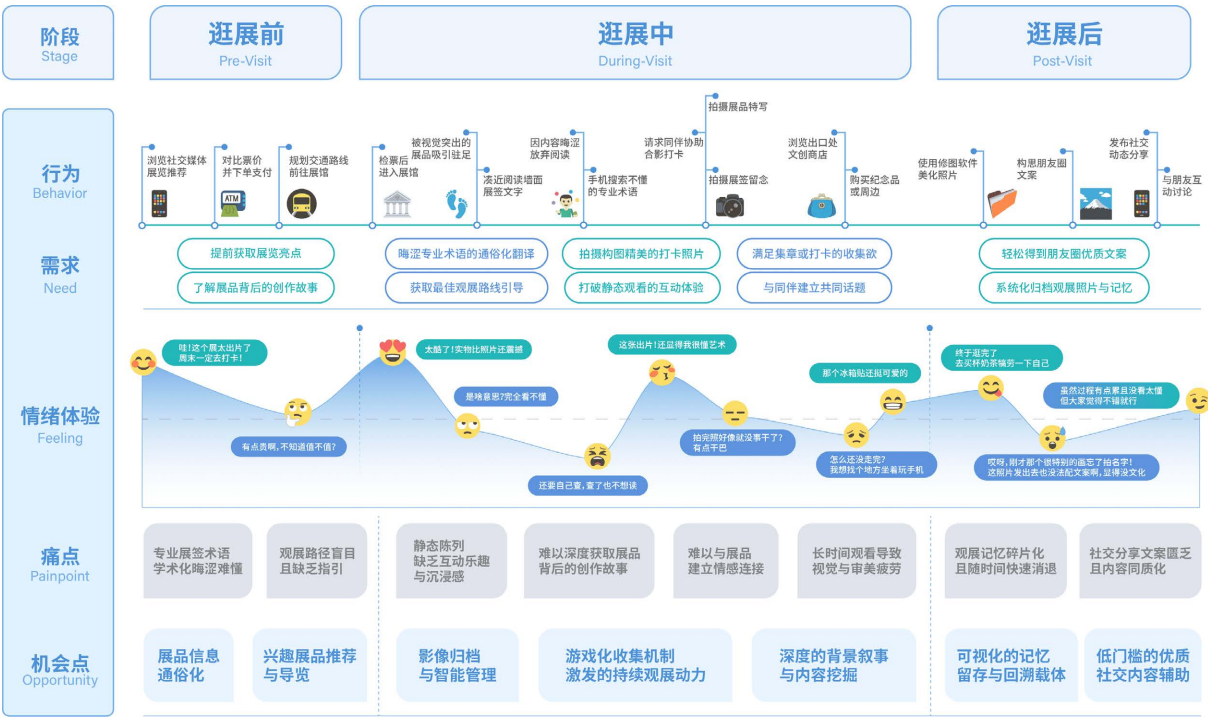 阶段
Stage
逛展前
Pre-Visit
逛展中
During-Visit
逛展后
Post-Visit
行为
Behavior
浏览社交媒体
展览推荐
对比票价
并下单支付
ATM
规划交通路线
前往展馆
检票后
进入展馆
被视觉突出的
展品吸引驻足
凑近阅读墙面
展签文字
因内容晦涩
放弃阅读
手机搜索不懂
的专业术语
请求同伴协助
合影打卡
拍摄展品特写
拍摄展签留念
浏览出口处
文创商店
购买纪念品
或周边
使用修图软件
美化照片
构思朋友圈
文案
发布社交
动态分享
与朋友互
动讨论
需求
Need
提前获取展览亮点
了解展品背后的创作故事
晦涩专业术语的通俗化翻译
获取最佳观展路线引导
拍摄构图精美的打卡照片
打破静态观看的互动体验
满足集章或打卡的收集欲
与同伴建立共同话题
轻松得到朋友圈优质文案
系统化归档观展照片与记忆
情绪体验
Feeling
哇!这个展太出片了
周末一定去打卡!
有点贵啊,不知道值不值?
太酷了!实物比照片还震撼
是啥意思?完全看不懂
还要自己查,查了也不想读
这张出片!还显得我很懂艺术
拍完照好像就没事干了?
有点干巴
那个冰箱贴还挺可爱的
怎么还没走完?
我想找个地方坐着玩手机
终于逛完了
去买杯奶茶犒劳一下自己
哎呀,刚才那个很特别的画忘了拍名字!
这照片发出去也没法配文案啊,显得没文化
虽然过程有点累且没看太懂
但大家觉得不错就行
痛点
Painpoint
专业展签术语
学术化晦涩难懂
观展路径盲目
且缺乏指引
静态陈列
缺乏互动乐趣
与沉浸感
难以深度获取展品
背后的创作故事
难以与展品
建立情感连接
长时间观看导致
视觉与审美疲劳
观展记忆碎片化
且随时间快速消退
社交分享文案匮乏
且内容同质化
机会点
Opportunity
展品信息
通俗化
兴趣展品推荐
与导览
影像归档
与智能管理
游戏化收集机制
激发的持续观展动力
深度的背景叙事
与内容挖掘
可视化的记忆
留存与回溯载体
低门槛的优质
社交内容辅助